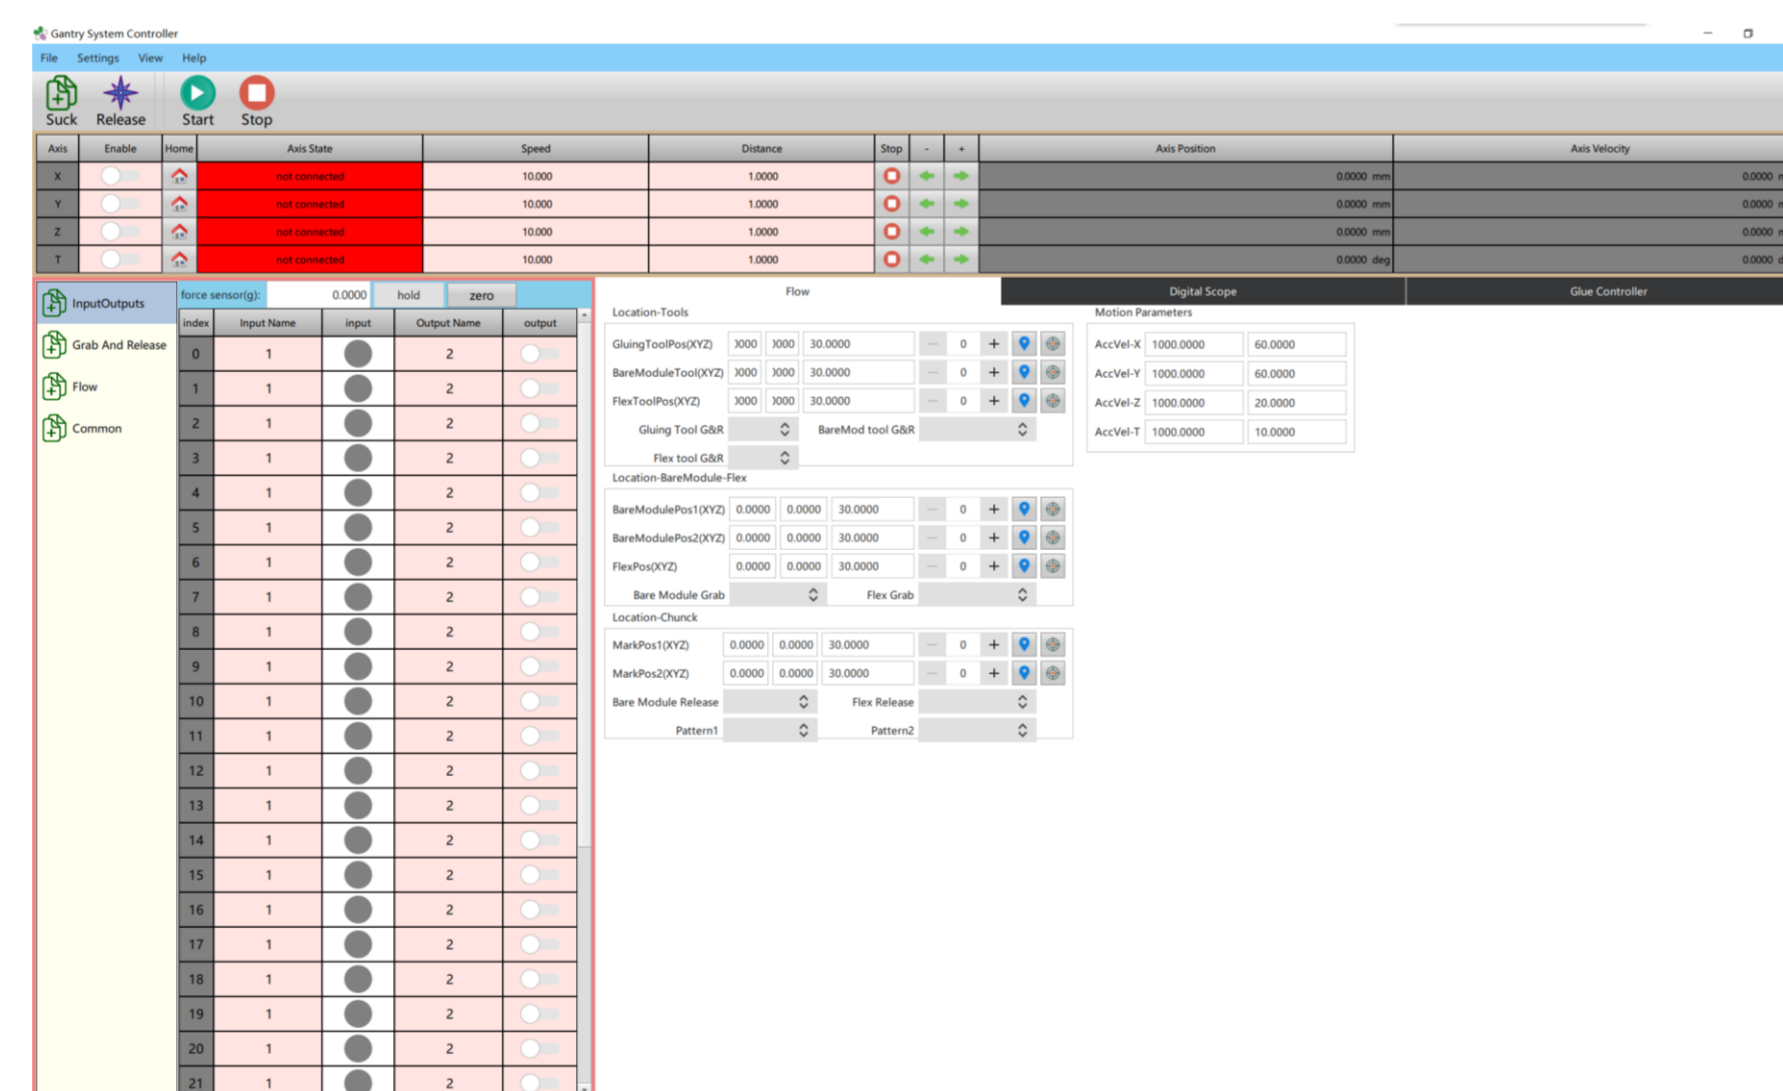 Gantry System Controller
File Settings View Help
Suck Release Start Stop
Axis Enable Home Axis State Speed Distance Stop - + Axis Position Axis Velocity
X not connected 10.000 1.0000 0.0000 mm 0.0000
Y not connected 10.000 1.0000 0.0000 mm 0.0000
Z not connected 10.000 1.0000 0.0000 mm 0.0000
T not connected 10.000 1.0000 0.0000 deg 0.0000
InputOutputs
Grab And Release
Flow
Common
force sensor(g): 0.0000 hold zero
index Input Name input Output Name output
0 1 2
1 1 2
2 1 2
3 1 2
4 1 2
5 1 2
6 1 2
7 1 2
8 1 2
9 1 2
10 1 2
11 1 2
12 1 2
13 1 2
14 1 2
15 1 2
16 1 2
17 1 2
18 1 2
19 1 2
20 1 2
21 1 2
Flow Digital Scope Glue Controller
Location-Tools
GluingToolPos(XYZ) 0000 0000 30.0000 — 0 +
BareModuleTool(XYZ) 0000 0000 30.0000 — 0 +
FlexToolPos(XYZ) 0000 0000 30.0000 — 0 +
Gluing Tool G&R BareMod tool G&R
Flex tool G&R
Location-BareModule-Flex
BareModulePos1(XYZ) 0.0000 0.0000 30.0000 — 0 +
BareModulePos2(XYZ) 0.0000 0.0000 30.0000 — 0 +
FlexPos(XYZ) 0.0000 0.0000 30.0000 — 0 +
Bare Module Grab Flex Grab
Location-Chunck
MarkPos1(XYZ) 0.0000 0.0000 30.0000 — 0 +
MarkPos2(XYZ) 0.0000 0.0000 30.0000 — 0 +
Bare Module Release Flex Release
Pattern1 Pattern2
Motion Parameters
AccVel-X 1000.0000 60.0000
AccVel-Y 1000.0000 60.0000
AccVel-Z 1000.0000 20.0000
AccVel-T 1000.0000 10.0000